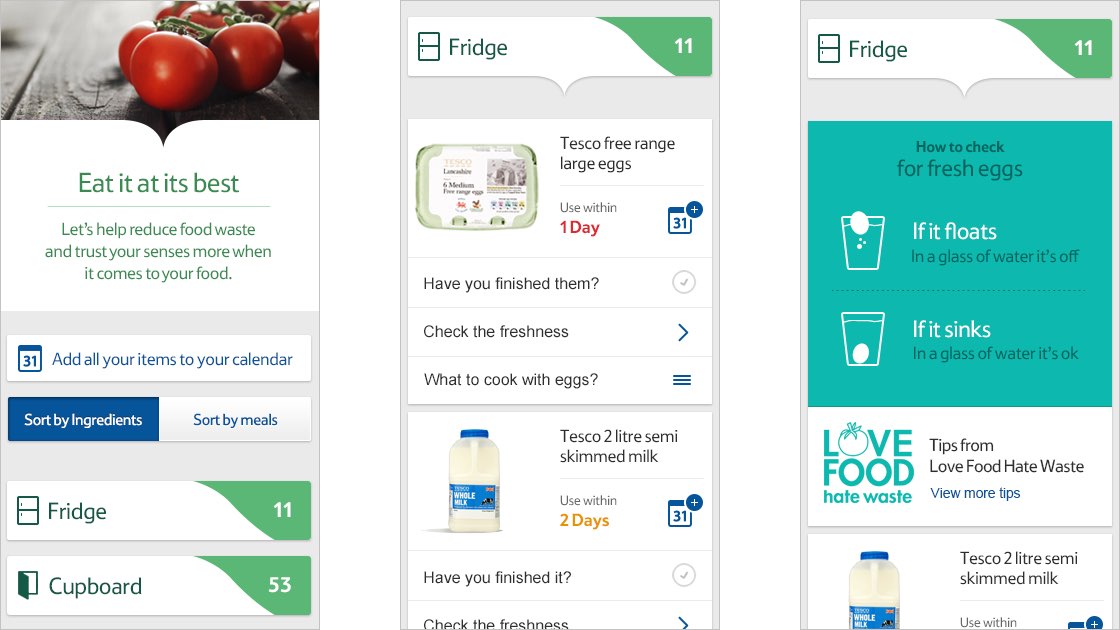 Eat it at its best
Let's help reduce food waste
and trust your senses more when
it comes to your food.
31 Add all your items to your calendar
Sort by Ingredients
Sort by meals
Fridge 11
Cupboard 53
Fridge 11
TESCO
Lancashire
6 Medium
Free range eggs
Tesco free range
large eggs
Use within
1 Day
31
Have you finished them?
Check the freshness
What to cook with eggs?
TESCO
WHOLE
MILK
Tesco 2 litre semi
skimmed milk
Use within
2 Days
31
Have you finished it?
Check the freshness
Fridge 11
How to check
for fresh eggs
If it floats
In a glass of water it's off
If it sinks
In a glass of water it's ok
LOVE
FOOD
hate waste
Tips from
Love Food Hate Waste
View more tips
TESCO
WHOLE
Tesco 2 litre semi
skimmed milk
Use within